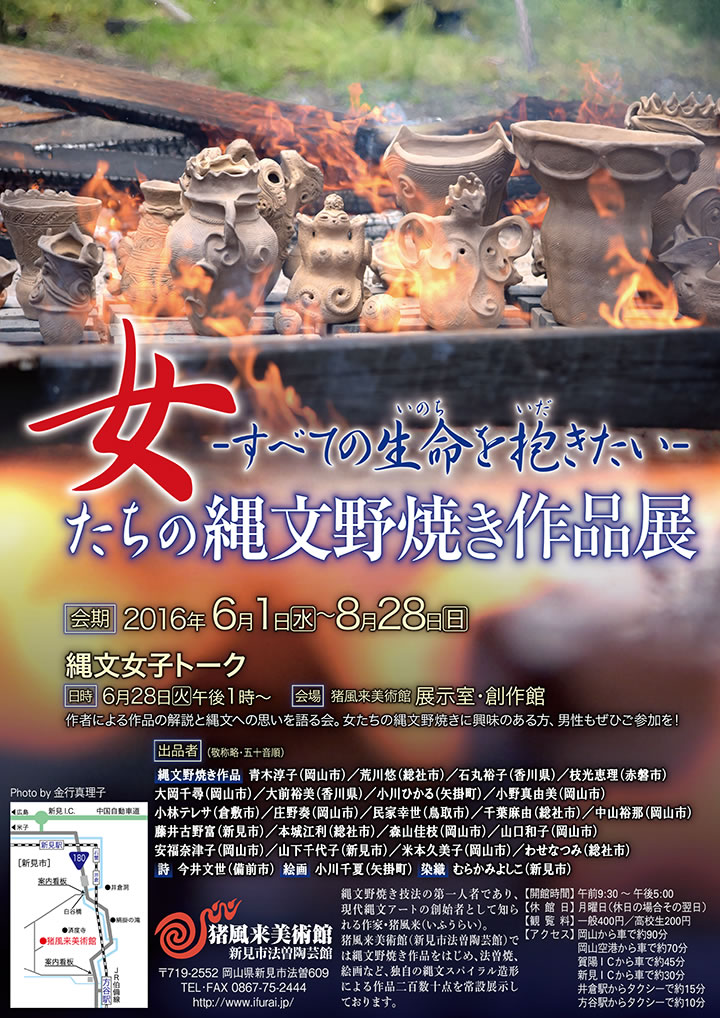 女
いのち いだ
-すべての生命を抱きたい-
たちの縄文野焼き作品展
会期 2016年 6月1日水〜8月28日日
縄文女子トーク
日時 6月28日火午後1時〜 会場 猪風来美術館 展示室・創作館
作者による作品の解説と縄文への思いを語る会。女たちの縄文野焼きに興味のある方、男性もぜひご参加を！
出品者（敬称略・五十音順）
縄文野焼き作品 青木淳子(岡山市)／荒川悠(総社市)／石丸裕子(香川県)／枝光恵理(赤磐市)
大岡千尋(岡山市)／大前裕美(香川県)／小川ひかる(矢掛町)／小野真由美(岡山市)
小林テレサ(倉敷市)／庄野奏(岡山市)／民家幸世(鳥取市)／千葉麻由(総社市)／中山裕那(岡山市)
藤井古野富(新見市)／本城江利(総社市)／森山佳枝(岡山市)／山口和子(岡山市)
安福奈津子(岡山市)／山下千代子(新見市)／米本久美子(岡山市)／わせなつみ(総社市)
詩 今井文世(備前市) 絵画 小川千夏(矢掛町) 染織 むらかみよしこ(新見市)
Photo by 金行真理子
広島
新見I.C. 中国自動車道
米子
新見駅
180
[新見市]
石蟹駅
案内看板
井倉洞
白谷橋
絹掛の滝
済度寺
猪風来美術館
案内看板
JR伯備線
方谷駅
猪風来美術館
新見市法曽陶芸館
〒719-2552 岡山県新見市法曽609
TEL・FAX 0867-75-2444
http://www.ifurai.jp/
縄文野焼き技法の第一人者であり、
現代縄文アートの創始者として知ら
れる作家・猪風来(いふうらい)。
猪風来美術館(新見市法曽陶芸館)で
は縄文野焼き作品をはじめ、法曽焼、
絵画など、独自の縄文スパイラル造形
による作品二百数十点を常設展示し
ております。
【開館時間】午前9:30 〜 午後5:00
【休館日】月曜日(休日の場合その翌日)
【観覧料】一般400円／高校生200円
【アクセス】岡山から車で約90分
岡山空港から車で約70分
賀陽ICから車で約45分
新見ICから車で約30分
井倉駅からタクシーで約15分
方谷駅からタクシーで約10分